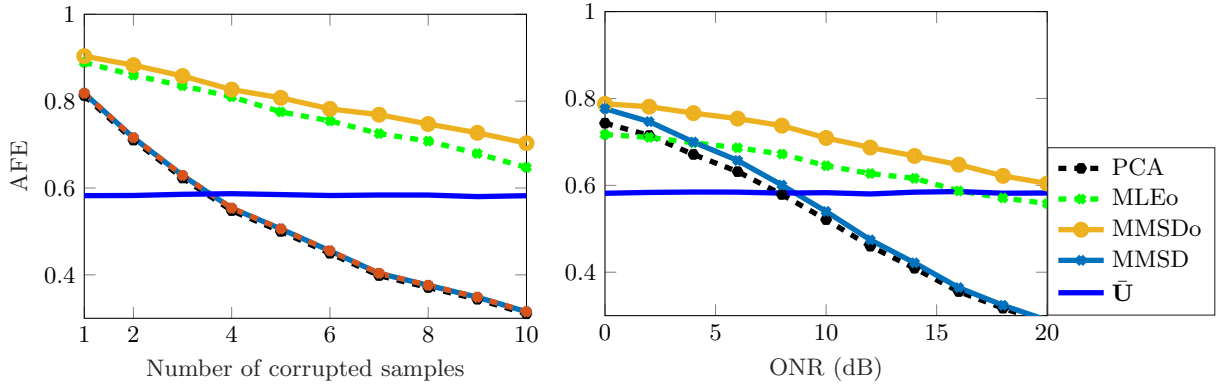 AFE
1
0.8
0.6
0.4
1 2 4 6 8 10
Number of corrupted samples
1
0.8
0.6
0.4
0 5 10 15 20
ONR (dB)
PCA
MLEo
MMSDo
MMSD
Ū